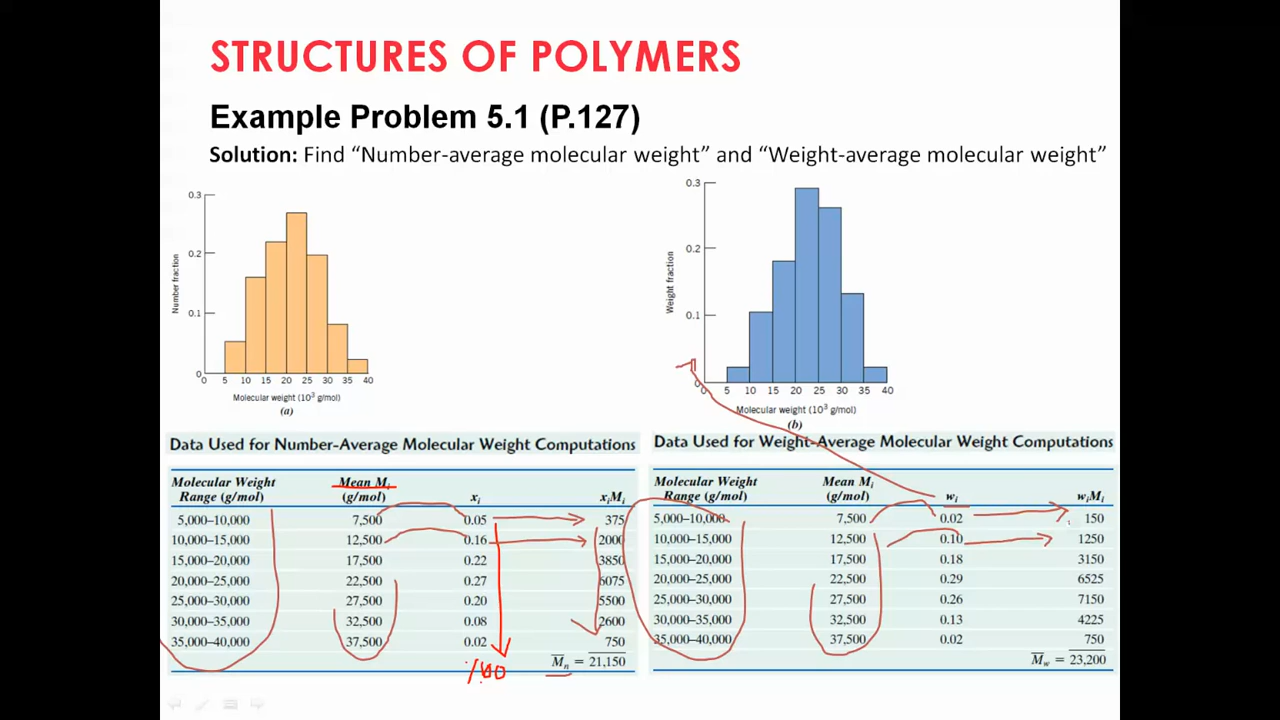 STRUCTURES OF POLYMERS
Example Problem 5.1 (P.127)
Solution: Find “Number-average molecular weight” and “Weight-average molecular weight”
0.3
0.2
0.1
0
Number fraction
0 5 10 15 20 25 30 35 40
Molecular weight (10³ g/mol)
(a)
0.3
0.2
0.1
0
Weight fraction
5 10 15 20 25 30 35 40
Molecular weight (10³ g/mol)
(b)
Data Used for Number-Average Molecular Weight Computations
Molecular Weight Range (g/mol) Mean Mᵢ (g/mol) xᵢ xᵢMᵢ
5,000–10,000 7,500 0.05 375
10,000–15,000 12,500 0.16 2000
15,000–20,000 17,500 0.22 3850
20,000–25,000 22,500 0.27 6075
25,000–30,000 27,500 0.20 5500
30,000–35,000 32,500 0.08 2600
35,000–40,000 37,500 0.02 750
M̅ₙ = 21,150
Data Used for Weight-Average Molecular Weight Computations
Molecular Weight Range (g/mol) Mean Mᵢ (g/mol) wᵢ wᵢMᵢ
5,000–10,000 7,500 0.02 150
10,000–15,000 12,500 0.10 1250
15,000–20,000 17,500 0.18 3150
20,000–25,000 22,500 0.29 6525
25,000–30,000 27,500 0.26 7150
30,000–35,000 32,500 0.13 4225
35,000–40,000 37,500 0.02 750
M̅w = 23,200